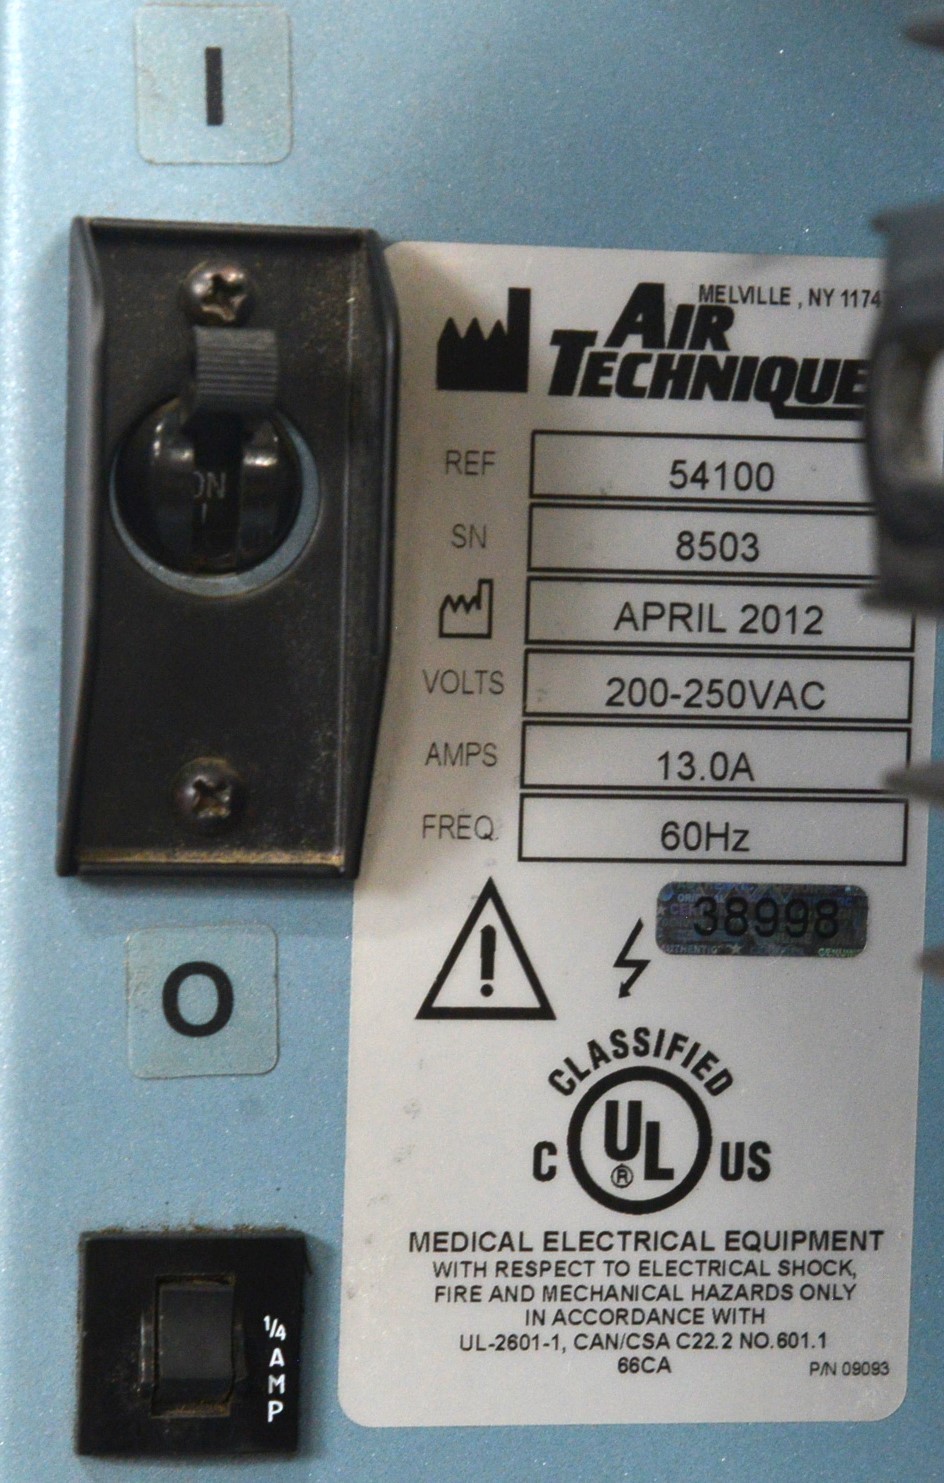 I
MELVILLE , NY 1174
AIR
TECHNIQUE
REF 54100
SN 8503
APRIL 2012
VOLTS 200-250VAC
AMPS 13.0A
FREQ 60Hz
ON
O
38998
CLASSIFIED
C UL ® US
MEDICAL ELECTRICAL EQUIPMENT
WITH RESPECT TO ELECTRICAL SHOCK,
FIRE AND MECHANICAL HAZARDS ONLY
IN ACCORDANCE WITH
UL-2601-1, CAN/CSA C22.2 NO.601.1
66CA
P/N 09093
1/4
A
M
P